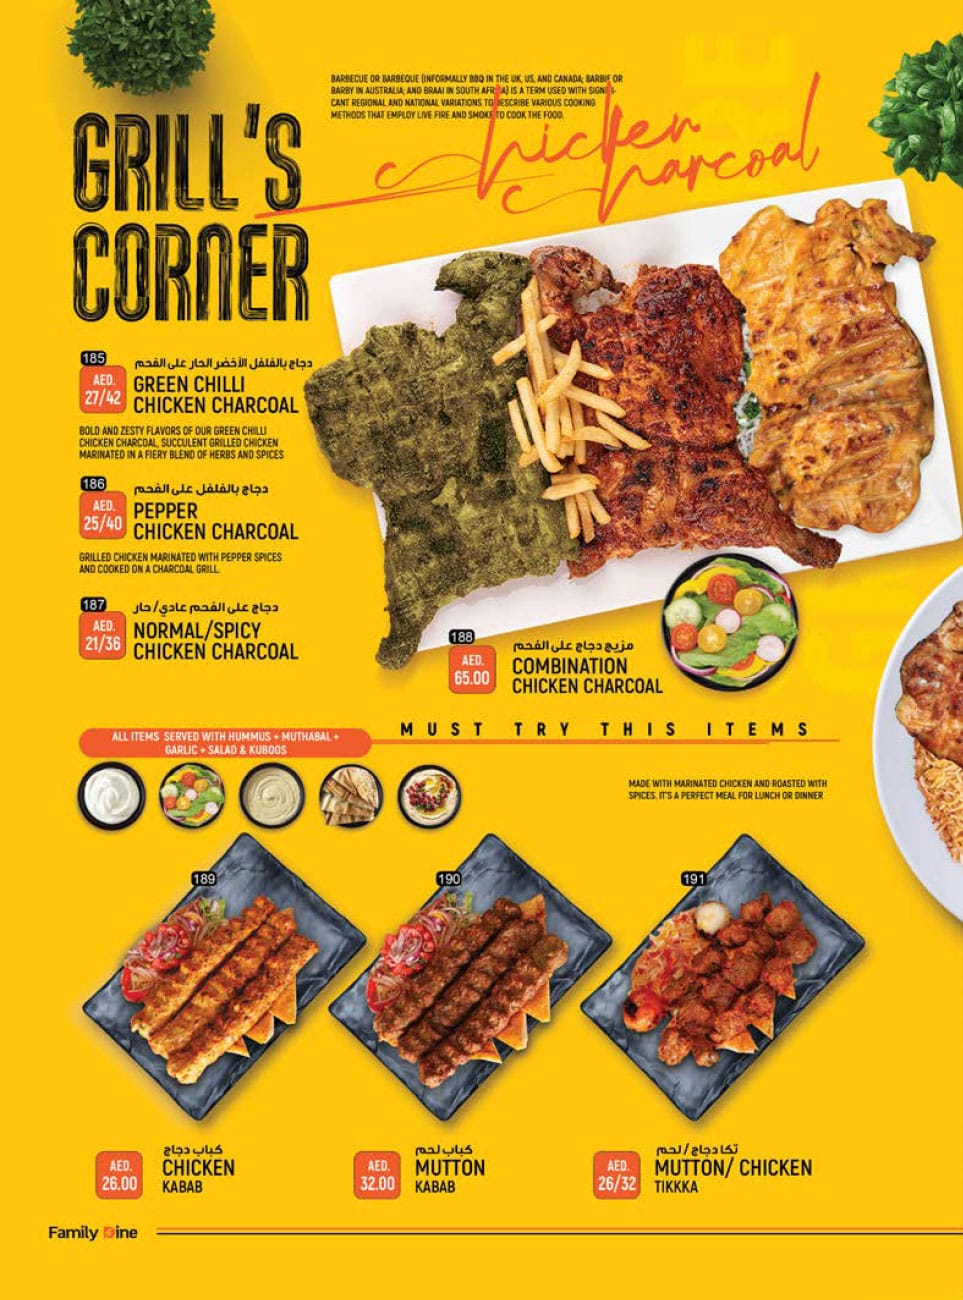 BARBECUE OR BARBEQUE (INFORMALLY BBQ IN THE UK, US, AND CANADA; BARBIE OR
BARBY IN AUSTRALIA; AND BRAAI IN SOUTH AFRICA) IS A TERM USED WITH SIGNIFI-
CANT REGIONAL AND NATIONAL VARIATIONS TO DESCRIBE VARIOUS COOKING
METHODS THAT EMPLOY LIVE FIRE AND SMOKE TO COOK THE FOOD.
Chicken
Charcoal
GRILL'S
CORNER
185
دجاج بالفلفل الأخضر الحار على الفحم
AED.
27/42
GREEN CHILLI
CHICKEN CHARCOAL
BOLD AND ZESTY FLAVORS OF OUR GREEN CHILLI
CHICKEN CHARCOAL, SUCCULENT GRILLED CHICKEN
MARINATED IN A FIERY BLEND OF HERBS AND SPICES
186
دجاج بالفلفل على الفحم
AED.
25/40
PEPPER
CHICKEN CHARCOAL
GRILLED CHICKEN MARINATED WITH PEPPER SPICES
AND COOKED ON A CHARCOAL GRILL.
187
دجاج على الفحم عادي/ حار
AED.
21/36
NORMAL/SPICY
CHICKEN CHARCOAL
188
مزيج دجاج على الفحم
AED.
65.00
COMBINATION
CHICKEN CHARCOAL
MUST TRY THIS ITEMS
ALL ITEMS SERVED WITH HUMMUS + MUTHABAL +
GARLIC + SALAD & KUBOOS
MADE WITH MARINATED CHICKEN AND ROASTED WITH
SPICES. IT'S A PERFECT MEAL FOR LUNCH OR DINNER
189
190
191
كباب دجاج
AED.
26.00
CHICKEN
KABAB
كباب لحم
AED.
32.00
MUTTON
KABAB
تكا دجاج / لحم
AED.
26/32
MUTTON/ CHICKEN
TIKKKA
Family Dine